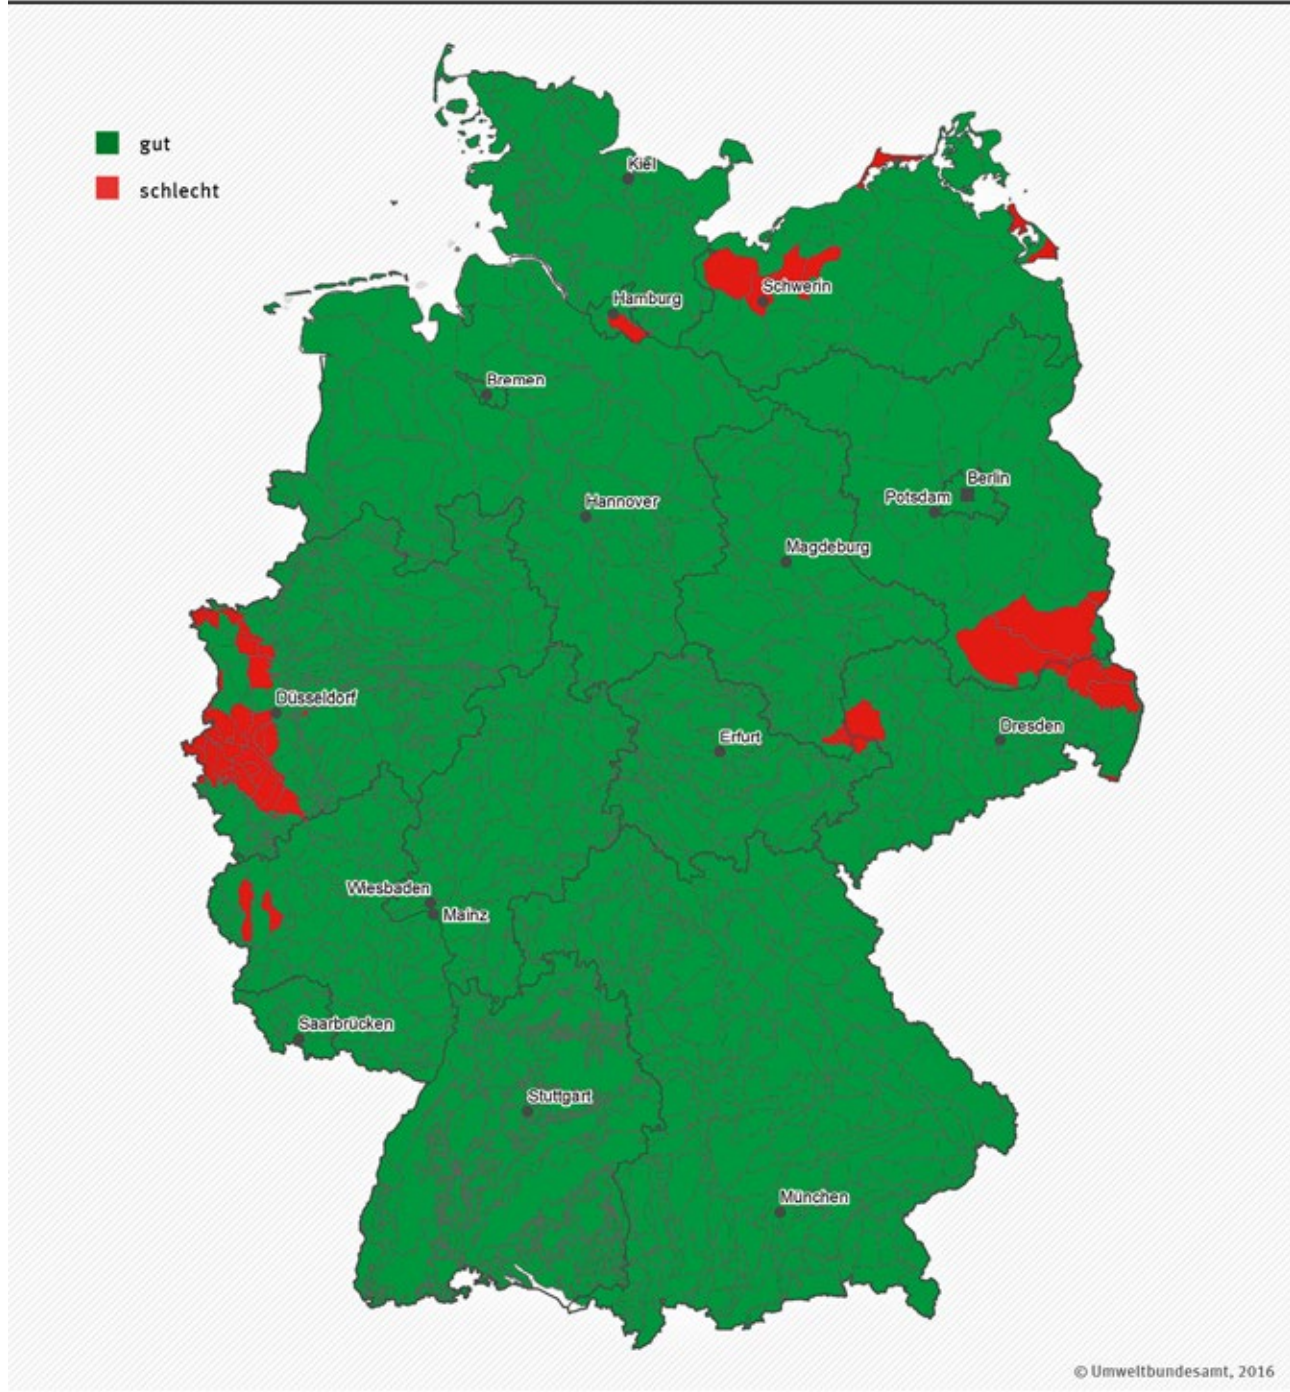 gut
schlecht
Kiel
Schwerin
Hamburg
Bremen
Berlin
Potsdam
Hannover
Magdeburg
Düsseldorf
Dresden
Erfurt
Wiesbaden
Mainz
Saarbrücken
Stuttgart
München
© Umweltbundesamt, 2016